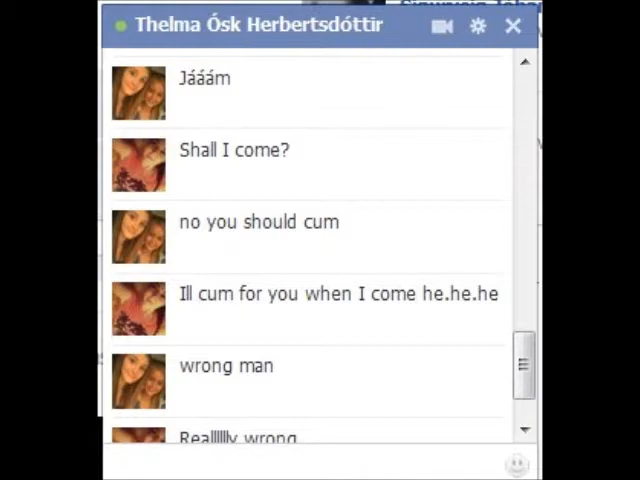 Thelma Ósk Herbertsdóttir
Jááám
Shall I come?
no you should cum
Ill cum for you when I come he.he.he
wrong man
Reallllly wrong